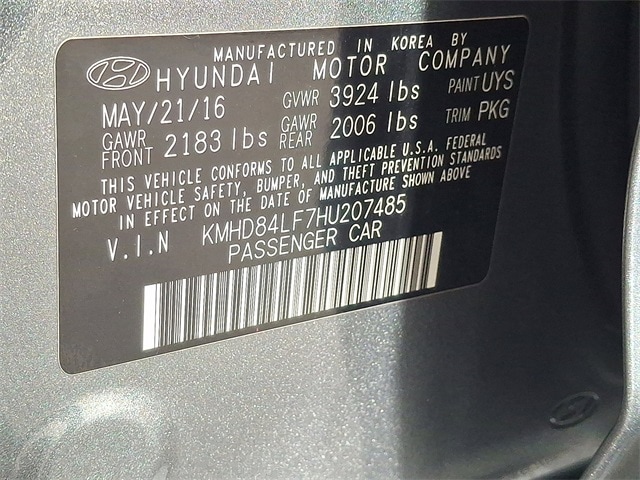 MANUFACTURED IN KOREA BY
HYUNDAI MOTOR COMPANY
MAY/21/16 GVWR 3924 lbs PAINT UYS
GAWR FRONT 2183 lbs GAWR REAR 2006 lbs TRIM PKG
THIS VEHICLE CONFORMS TO ALL APPLICABLE U.S.A. FEDERAL
MOTOR VEHICLE SAFETY, BUMPER, AND THEFT PREVENTION STANDARDS
IN EFFECT ON THE DATE OF MANUFACTURE SHOWN ABOVE
V.I.N KMHD84LF7HU207485
PASSENGER CAR